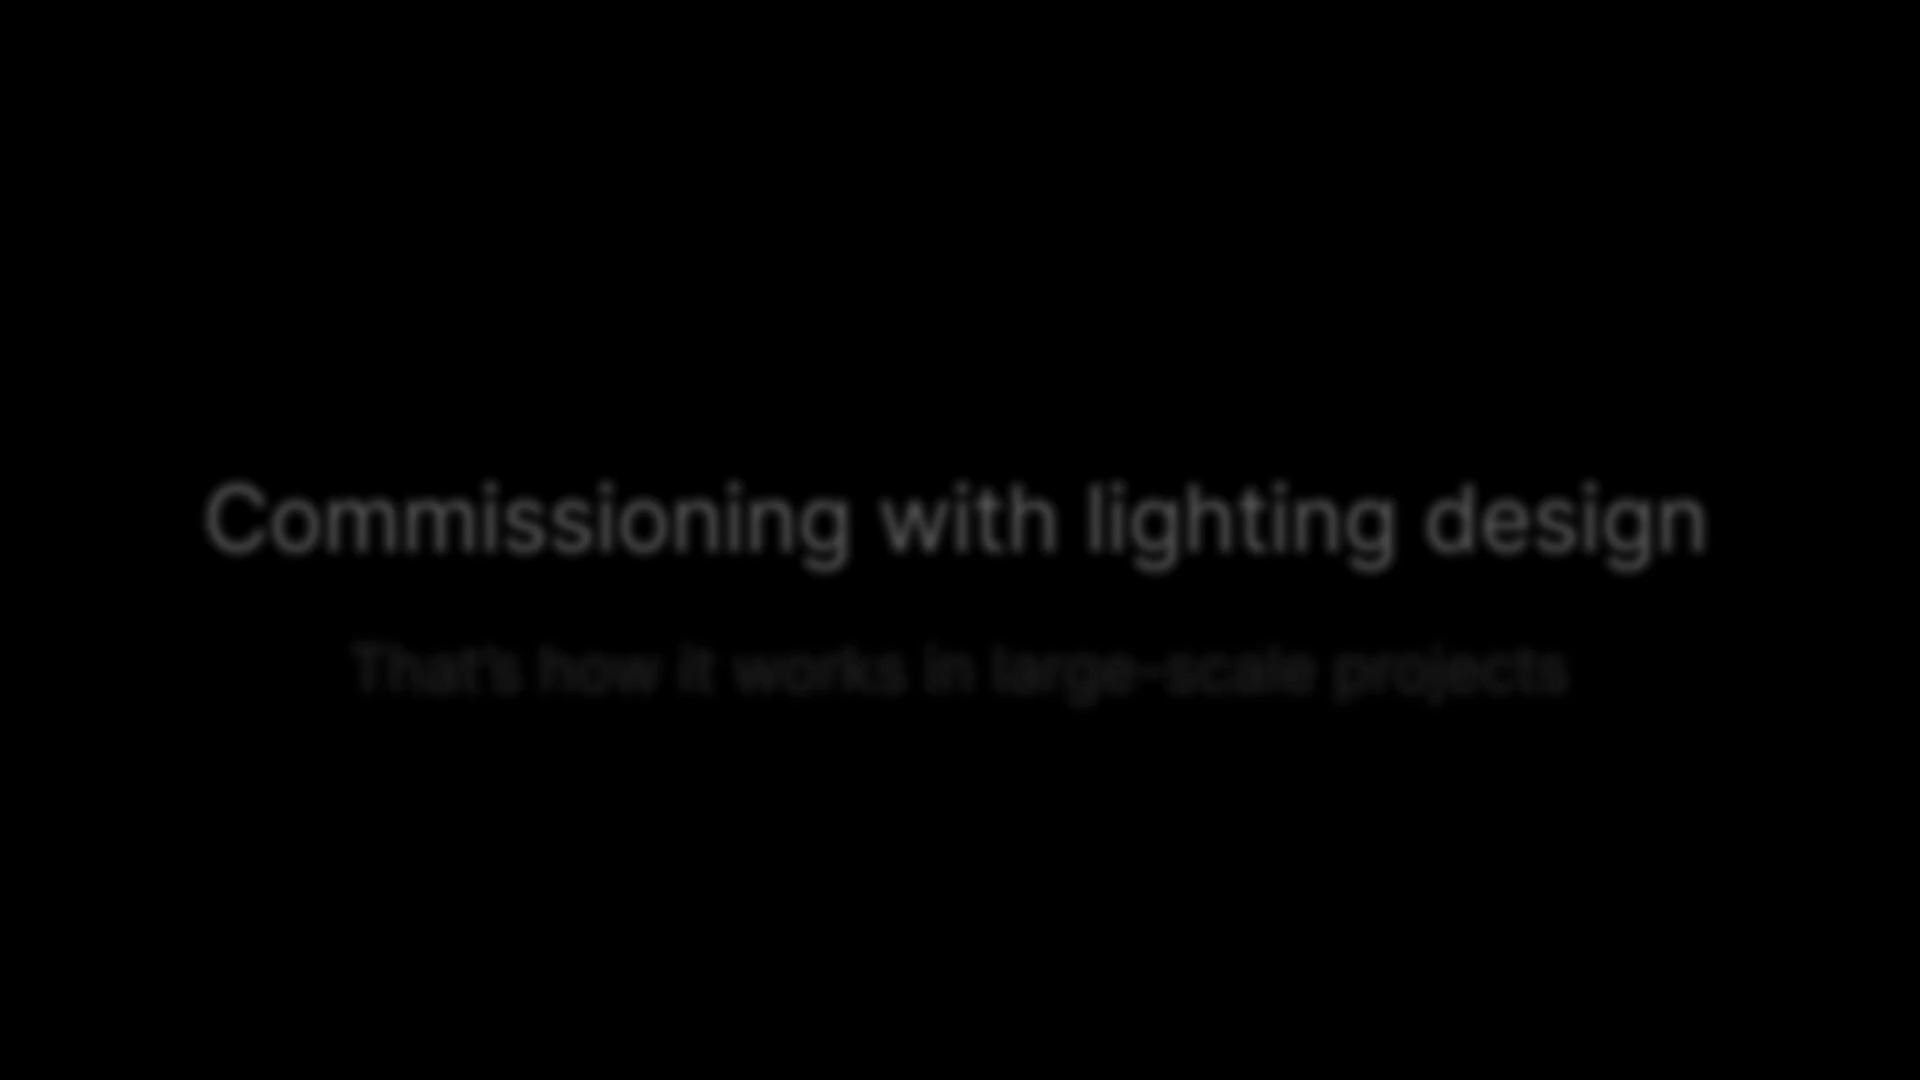 Commissioning with lighting design
That's how it works in large-scale projects